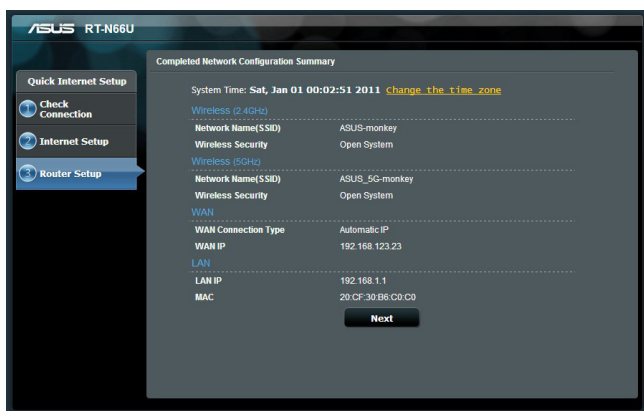 ASUS RT-N66U
Completed Network Configuration Summary
Quick Internet Setup
1 Check Connection
2 Internet Setup
3 Router Setup
System Time: Sat, Jan 01 00:02:51 2011 Change the time zone
Wireless (2.4GHz)
Network Name(SSID) ASUS-monkey
Wireless Security Open System
Wireless (5GHz)
Network Name(SSID) ASUS_5G-monkey
Wireless Security Open System
WAN
WAN Connection Type Automatic IP
WAN IP 192.168.123.23
LAN
LAN IP 192.168.1.1
MAC 20:CF:30:B6:C0:C0
Next